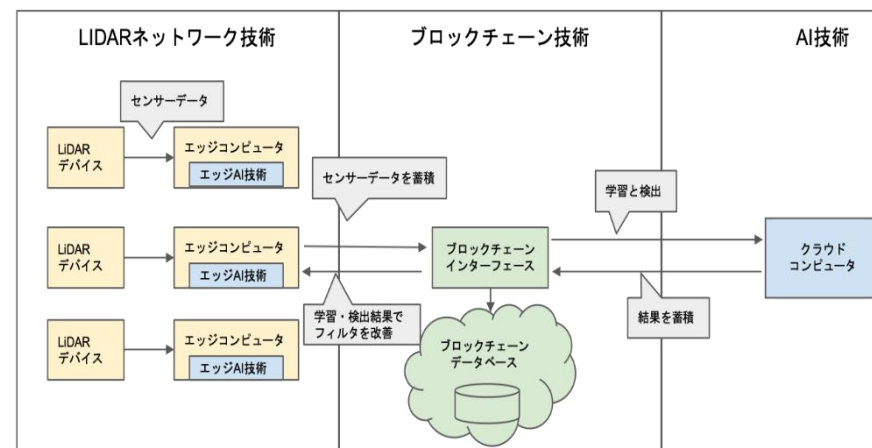 LIDARネットワーク技術
ブロックチェーン技術
AI技術
センサーデータ
LiDAR
デバイス
エッジコンピュータ
エッジAI技術
センサーデータを蓄積
学習と検出
LiDAR
デバイス
エッジコンピュータ
エッジAI技術
ブロックチェーン
インターフェース
クラウド
コンピュータ
学習・検出結果で
フィルタを改善
結果を蓄積
LiDAR
デバイス
エッジコンピュータ
エッジAI技術
ブロックチェーン
データベース